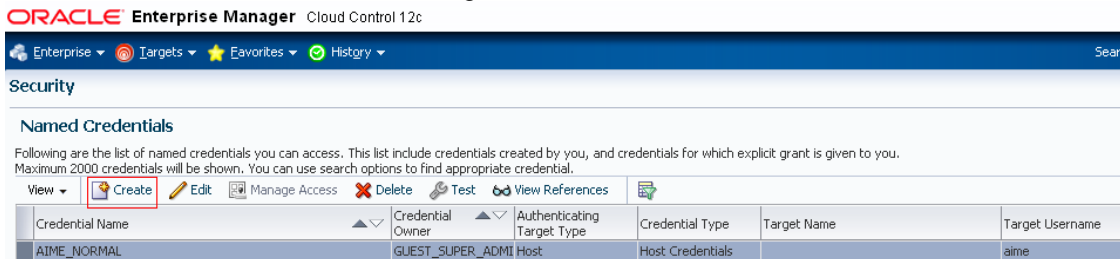 ORACLE Enterprise Manager Cloud Control 12c
Enterprise Targets Favorites History
Security
Named Credentials
Following are the list of named credentials you can access. This list include credentials created by you, and credentials for which explicit grant is given to you.
Maximum 2000 credentials will be shown. You can use search options to find appropriate credential.
View Create Edit Manage Access Delete Test View References
Credential Name Credential Owner Authenticating Target Type Credential Type Target Name Target Username
AIME_NORMAL GUEST_SUPER_ADMI Host Host Credentials aime